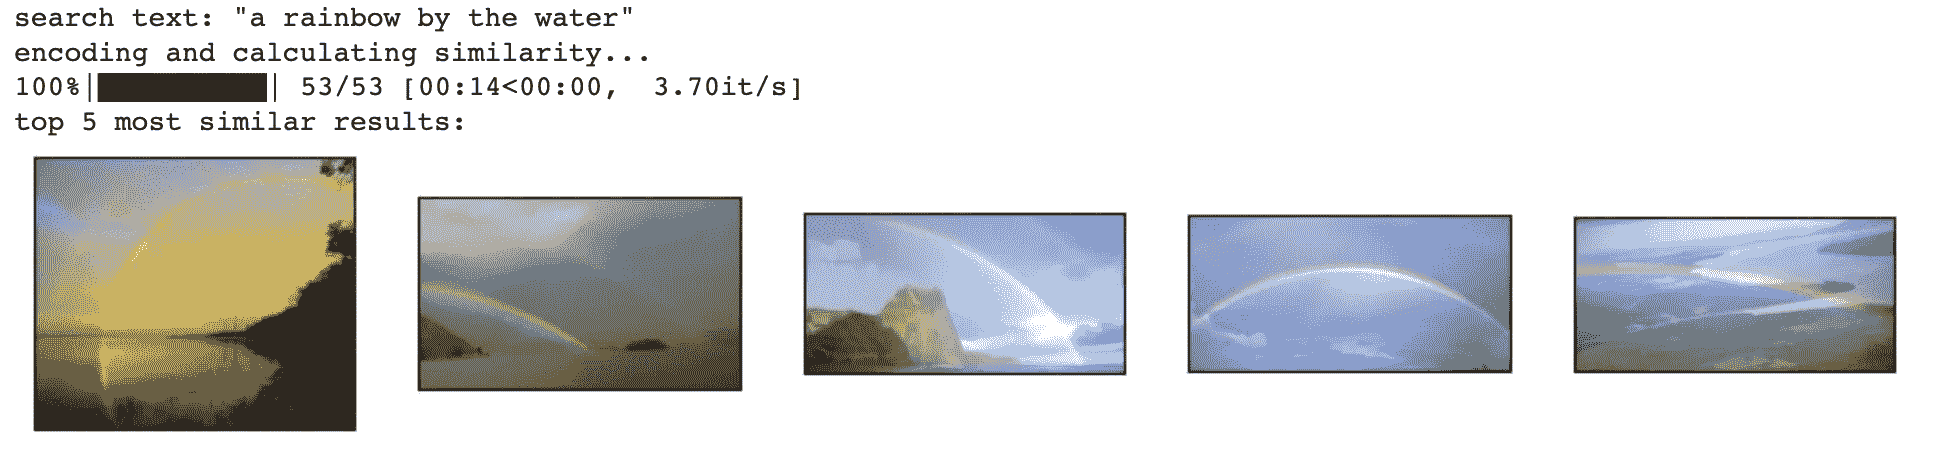 search text: "a rainbow by the water"
encoding and calculating similarity...
100%|██████████| 53/53 [00:14<00:00,  3.70it/s]
top 5 most similar results: